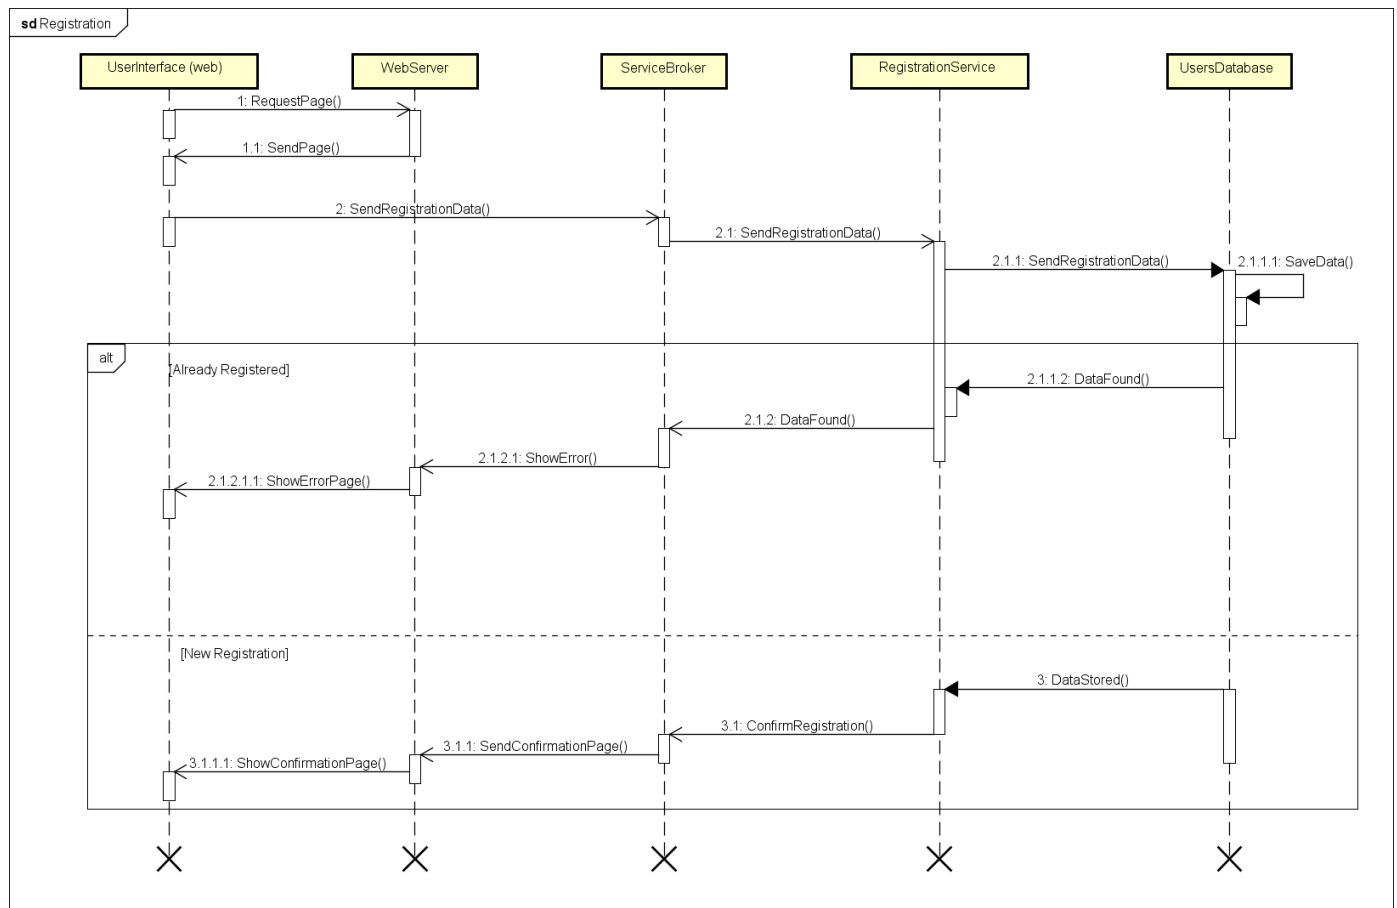 sd Registration
UserInterface (web)
WebServer
ServiceBroker
RegistrationService
UsersDatabase
1: RequestPage()
1.1: SendPage()
2: SendRegistrationData()
2.1: SendRegistrationData()
2.1.1: SendRegistrationData()
2.1.1.1: SaveData()
alt
[Already Registered]
2.1.1.2: DataFound()
2.1.2: DataFound()
2.1.2.1: ShowError()
2.1.2.1.1: ShowErrorPage()
[New Registration]
3: DataStored()
3.1: ConfirmRegistration()
3.1.1: SendConfirmationPage()
3.1.1.1: ShowConfirmationPage()